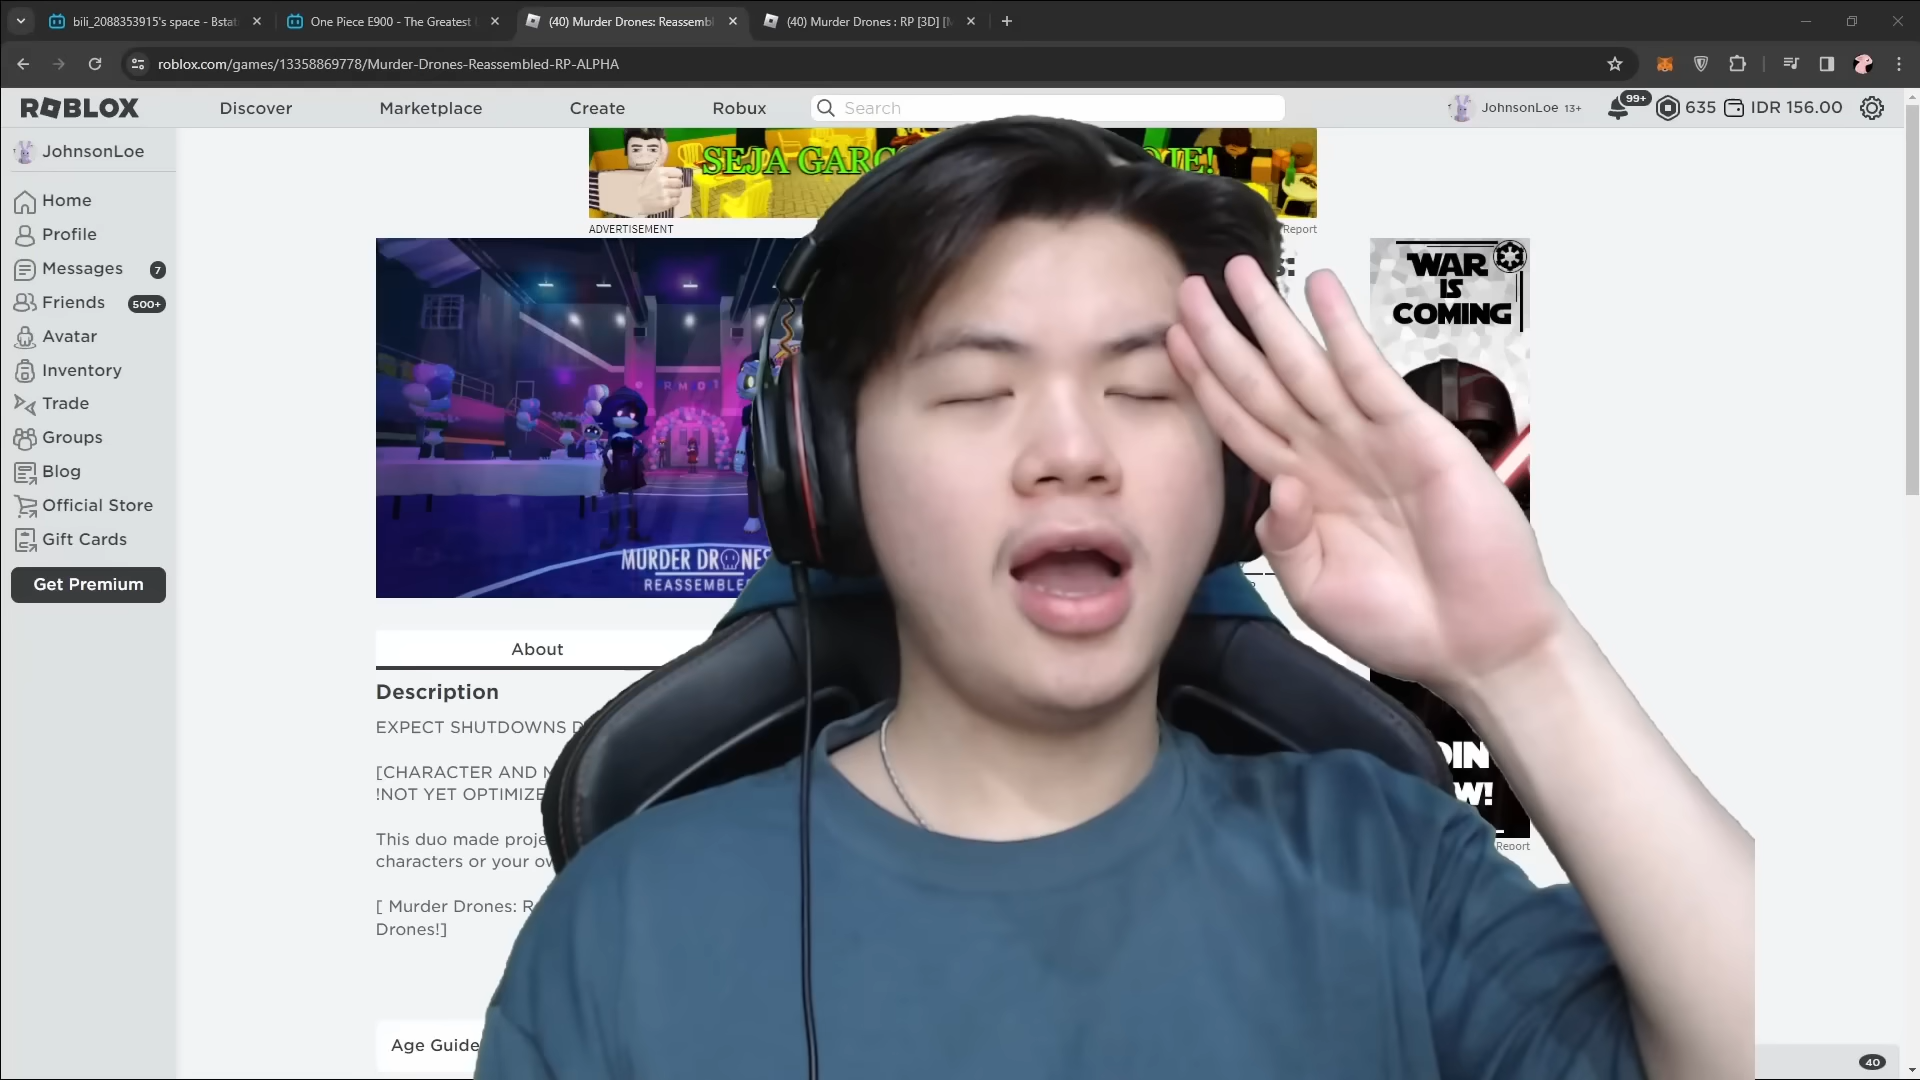 bili_2088353915's space - Bstat
One Piece E900 - The Greatest
(40) Murder Drones: Reassembl
(40) Murder Drones : RP [3D] [M
roblox.com/games/13358869778/Murder-Drones-Reassembled-RP-ALPHA
ROBLOX
Discover
Marketplace
Create
Robux
Search
JohnsonLoe 13+
99+
635
IDR 156.00
JohnsonLoe
Home
Profile
Messages 7
Friends 500+
Avatar
Inventory
Trade
Groups
Blog
Official Store
Gift Cards
Get Premium
SEJA
ADVERTISEMENT
Report
MURDER DRONES
REASSEMBLE
WAR
IS
COMING
About
Description
EXPECT SHUTDOWNS
[CHARACTER AND
!NOT YET OPTIMIZE
This duo made proje
characters or your
[ Murder Drones:
Drones!]
Report
Age Guide
40